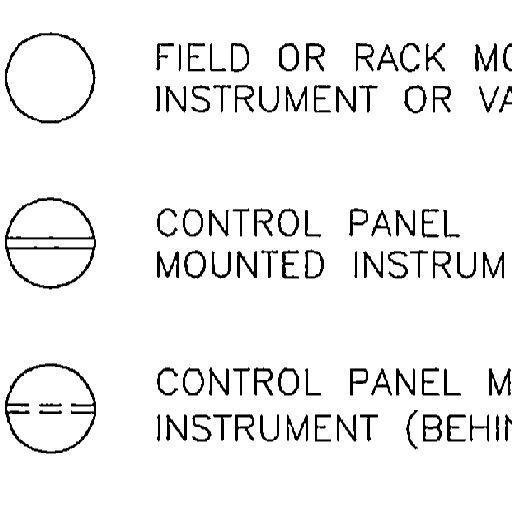 FIELD OR RACK MO
INSTRUMENT OR VA
CONTROL PANEL
MOUNTED INSTRUM
CONTROL PANEL M
INSTRUMENT (BEHIN